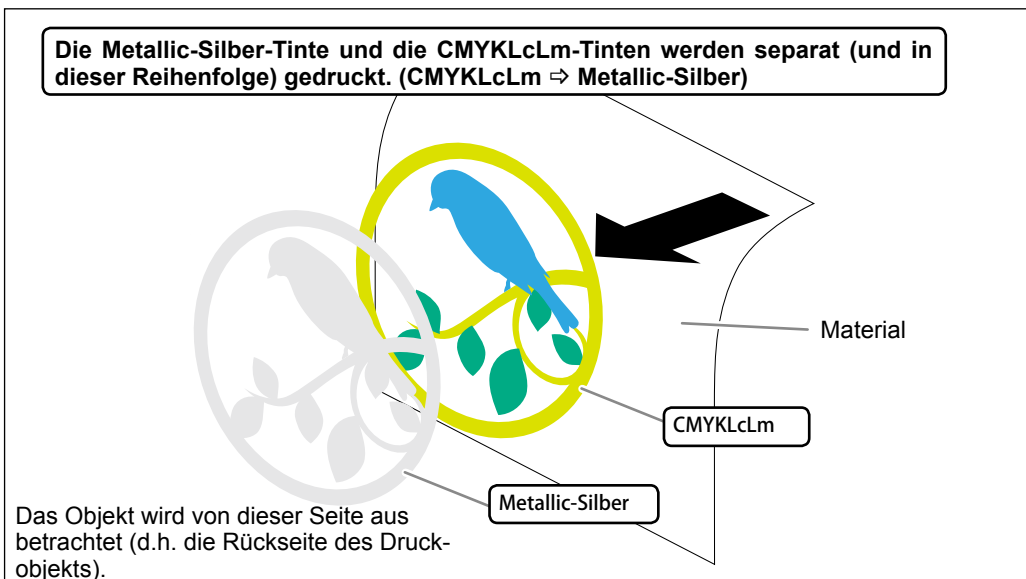 Die Metallic-Silber-Tinte und die CMYKLcLm-Tinten werden separat (und in
dieser Reihenfolge) gedruckt. (CMYKLcLm ⇨ Metallic-Silber)
Material
CMYKLcLm
Metallic-Silber
Das Objekt wird von dieser Seite aus
betrachtet (d.h. die Rückseite des Druck-
objekts).